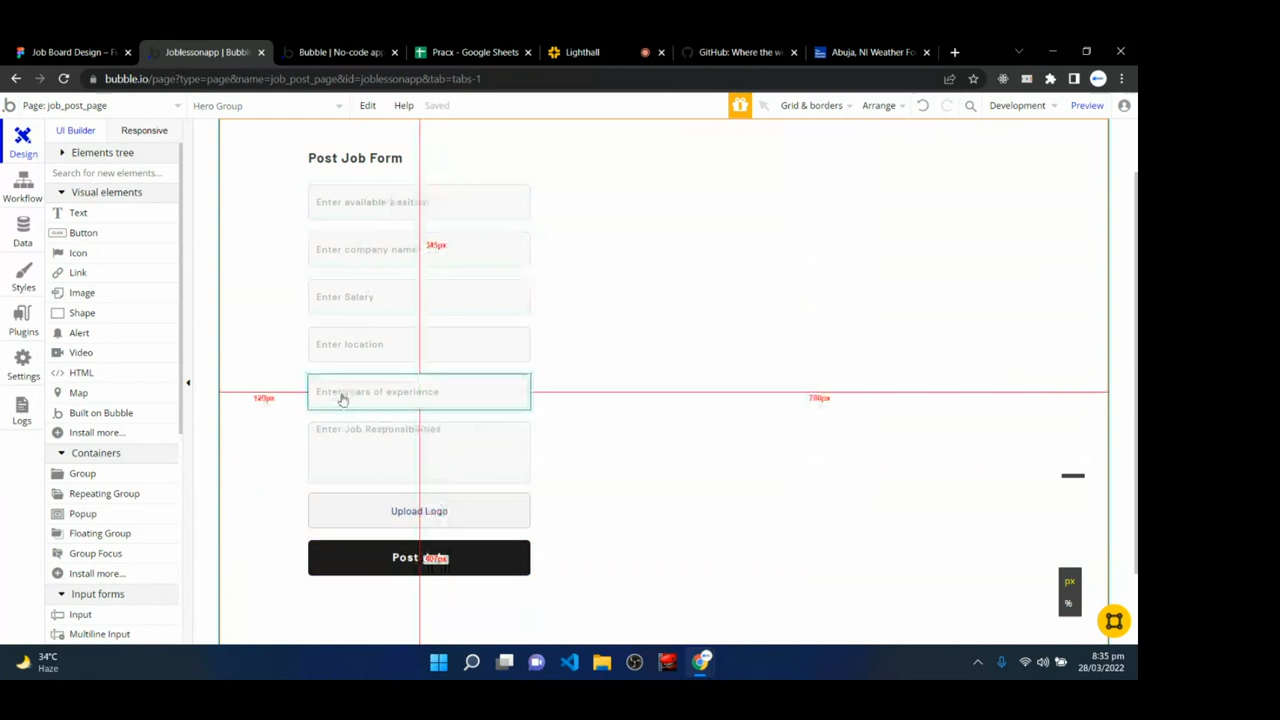 Job Board Design – F
Joblessonapp | Bubbl
Bubble | No-code ap
Pracx - Google Sheets
Lighthall
GitHub: Where the w
Abuja, NI Weather Fo
bubble.io/page?type=page&name=job_post_page&id=joblessonapp&tab=tabs-1
Page: job_post_page
Hero Group
Edit
Help
Saved
Grid & borders
Arrange
Development
Preview
Design
Workflow
Data
Styles
Plugins
Settings
Logs
UI Builder
Responsive
Elements tree
Search for new elements...
Visual elements
Text
CLICK Button
Icon
Link
Image
Shape
Alert
Video
</> HTML
Map
Built on Bubble
Install more...
Containers
Group
Repeating Group
Popup
Floating Group
Group Focus
Install more...
Input forms
Input
Multiline Input
Post Job Form
Enter available
Enter company name
345px
Enter Salary
Enter location
Enter years of experience
Enter Job Responsibilities
Upload Logo
Post
px
%
34°C
Haze
8:35 pm
28/03/2022